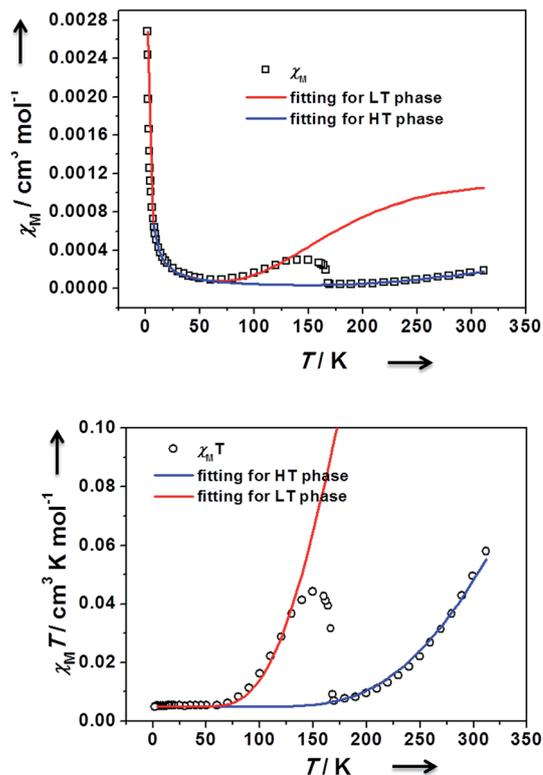 0.0028
0.0024
0.0020
0.0016
0.0012
0.0008
0.0004
0.0000
χM / cm³ mol⁻¹
χM
fitting for LT phase
fitting for HT phase
0 50 100 150 200 250 300 350
T / K
0.10
0.08
0.06
0.04
0.02
0.00
χMT / cm³ K mol⁻¹
χMT
fitting for HT phase
fitting for LT phase
0 50 100 150 200 250 300 350
T / K